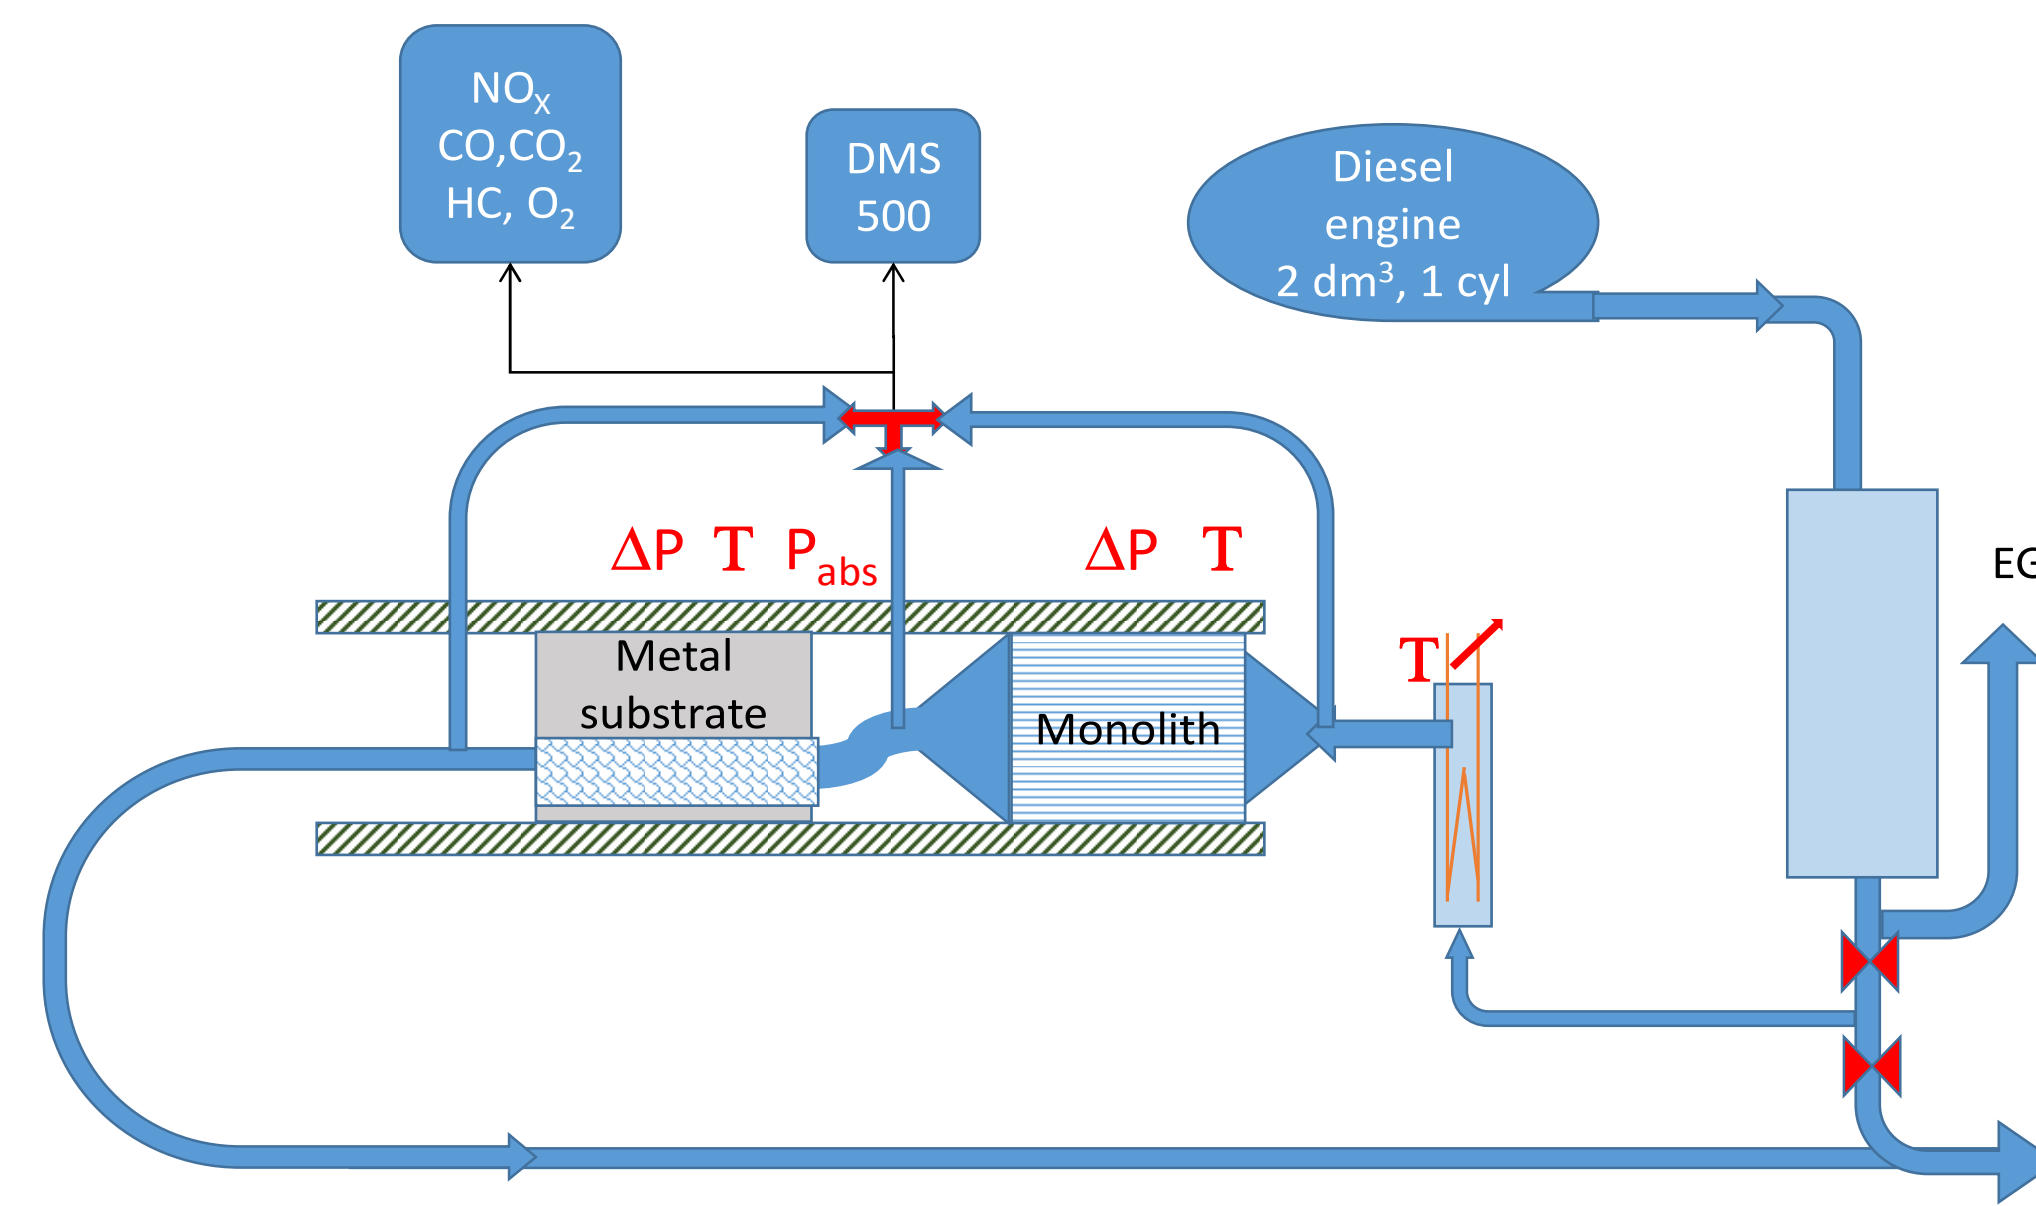 NOX
CO,CO2
HC, O2
DMS
500
Diesel
engine
2 dm³, 1 cyl
ΔP T Pabs
ΔP T
EG
T
Metal
substrate
Monolith